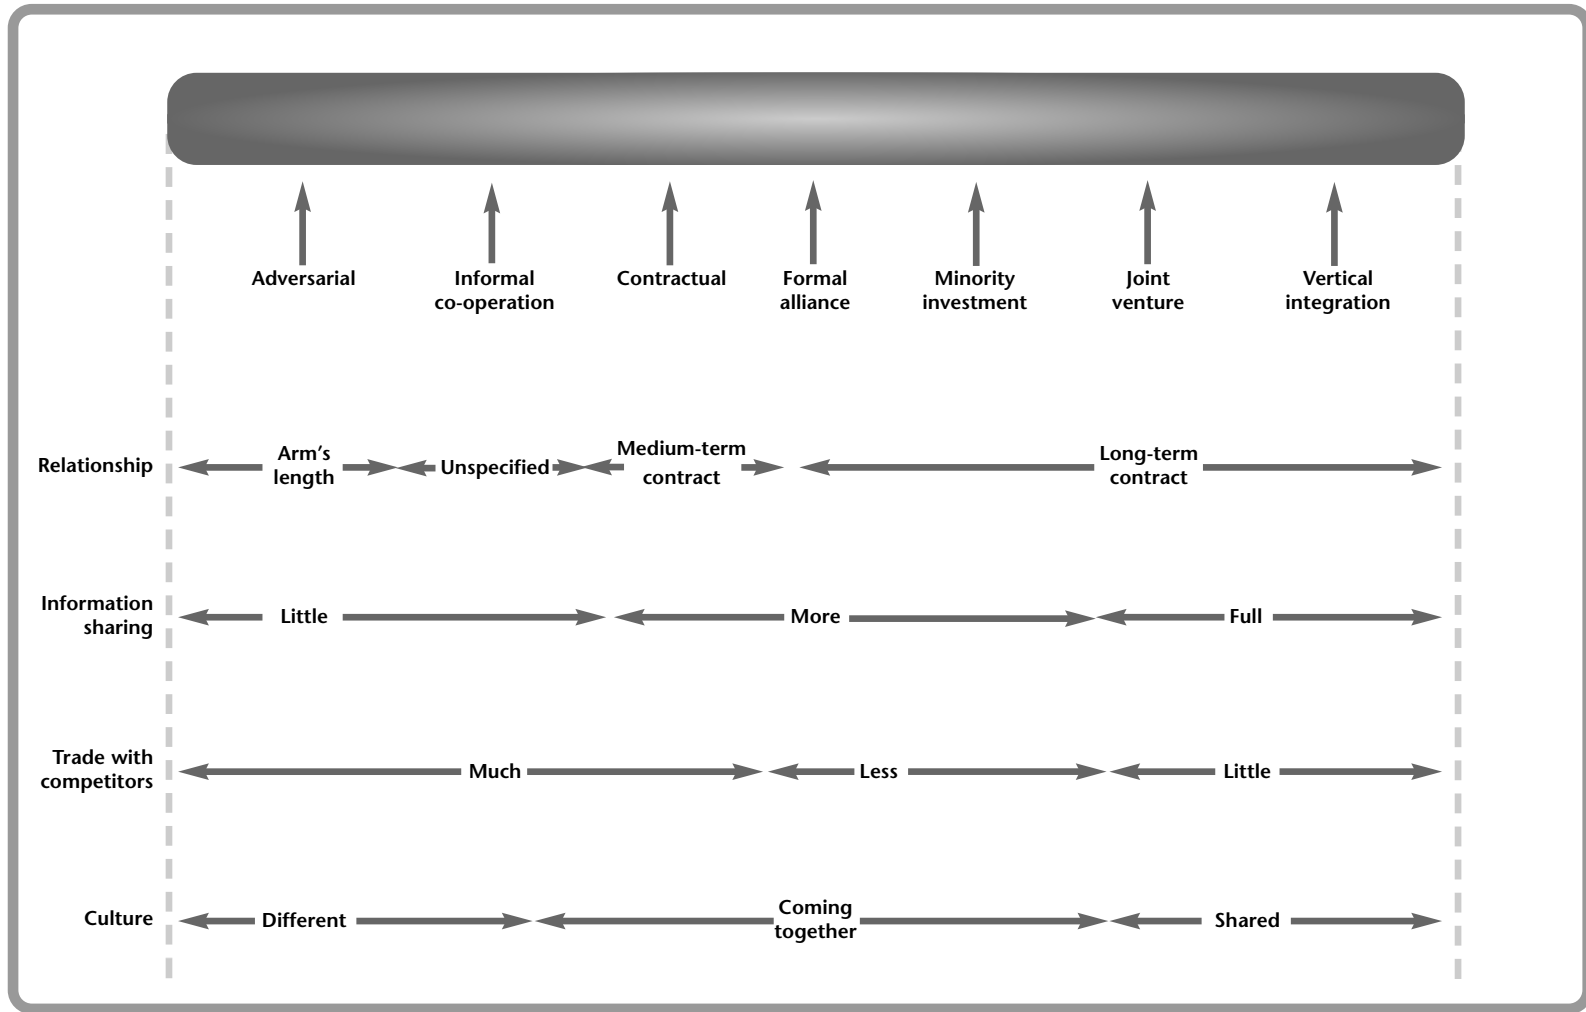 Adversarial
Informal
co-operation
Contractual
Formal
alliance
Minority
investment
Joint
venture
Vertical
integration
Relationship
Arm's
length
Unspecified
Medium-term
contract
Long-term
contract
Information
sharing
Little
More
Full
Trade with
competitors
Much
Less
Little
Culture
Different
Coming
together
Shared